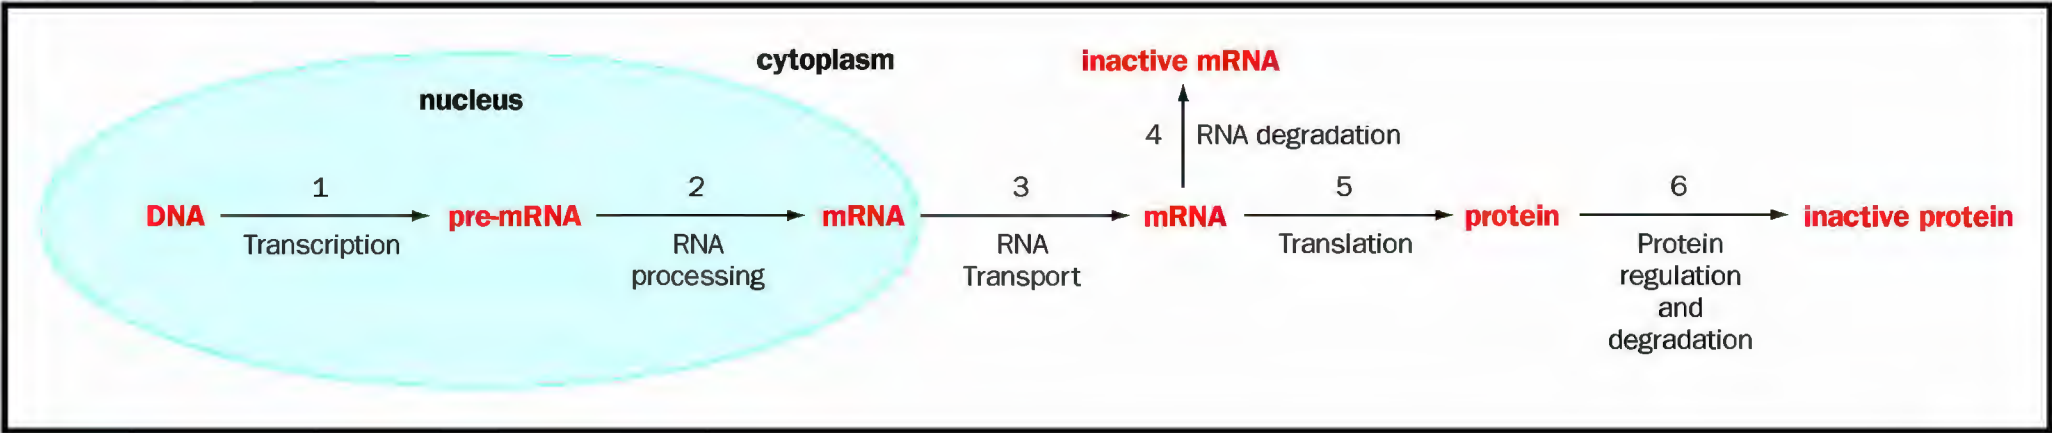 cytoplasm
inactive mRNA
nucleus
4 RNA degradation
1 2 3 5 6
DNA pre-mRNA mRNA mRNA protein inactive protein
Transcription
RNA
processing
RNA
Transport
Translation
Protein
regulation
and
degradation